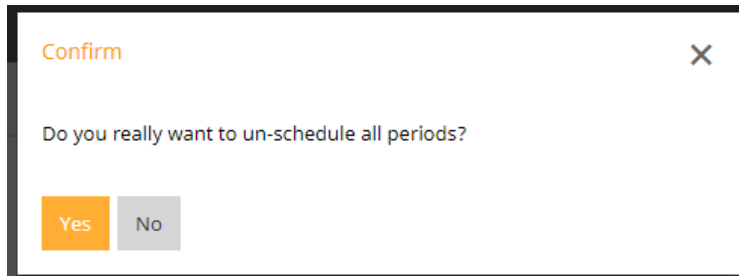 Confirm
Do you really want to un-schedule all periods?
Yes No